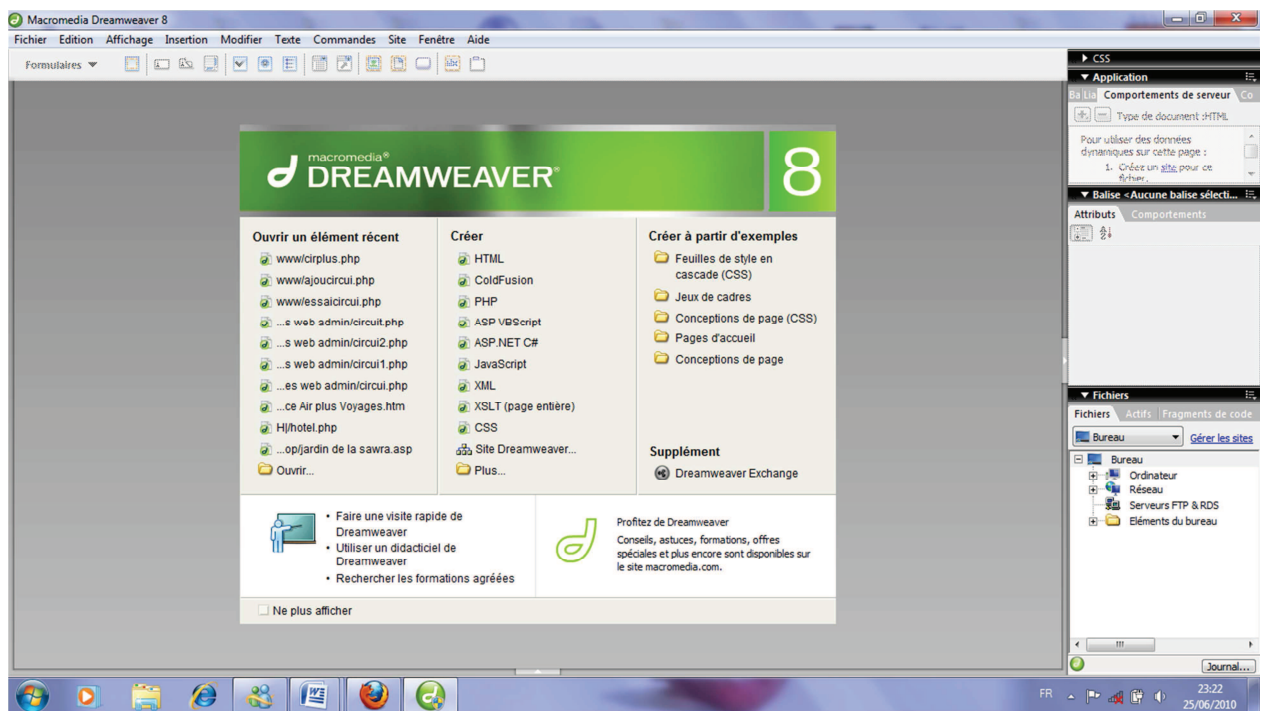 Macromedia Dreamweaver 8
Fichier Edition Affichage Insertion Modifier Texte Commandes Site Fenêtre Aide
Formulaires
macromedia®
DREAMWEAVER®
8
Ouvrir un élément récent
www/cirplus.php
www/ajoucircui.php
www/essaicircui.php
...s web admin/circuit.php
...s web admin/circui2.php
...s web admin/circui1.php
...es web admin/circui.php
...ce Air plus Voyages.htm
HJ/hotel.php
...op/jardin de la sawra.asp
Ouvrir...
Créer
HTML
ColdFusion
PHP
ASP VBScript
ASP.NET C#
JavaScript
XML
XSLT (page entière)
CSS
Site Dreamweaver...
Plus...
Créer à partir d'exemples
Feuilles de style en
cascade (CSS)
Jeux de cadres
Conceptions de page (CSS)
Pages d'accueil
Conceptions de page
Supplément
Dreamweaver Exchange
• Faire une visite rapide de
Dreamweaver
• Utiliser un didacticiel de
Dreamweaver
• Rechercher les formations agréées
Profitez de Dreamweaver
Conseils, astuces, formations, offres
spéciales et plus encore sont disponibles sur
le site macromedia.com.
Ne plus afficher
CSS
Application
Ba Lia Comportements de serveur Co
Type de document :HTML
Pour utiliser des données
dynamiques sur cette page :
1. Créez un site pour ce
fichier.
Balise <Aucune balise sélecti...
Attributs Comportements
Fichiers
Fichiers Actifs Fragments de code
Bureau Gérer les sites
Bureau
Ordinateur
Réseau
Serveurs FTP & RDS
Eléments du bureau
Journal...
FR 23:22
25/06/2010